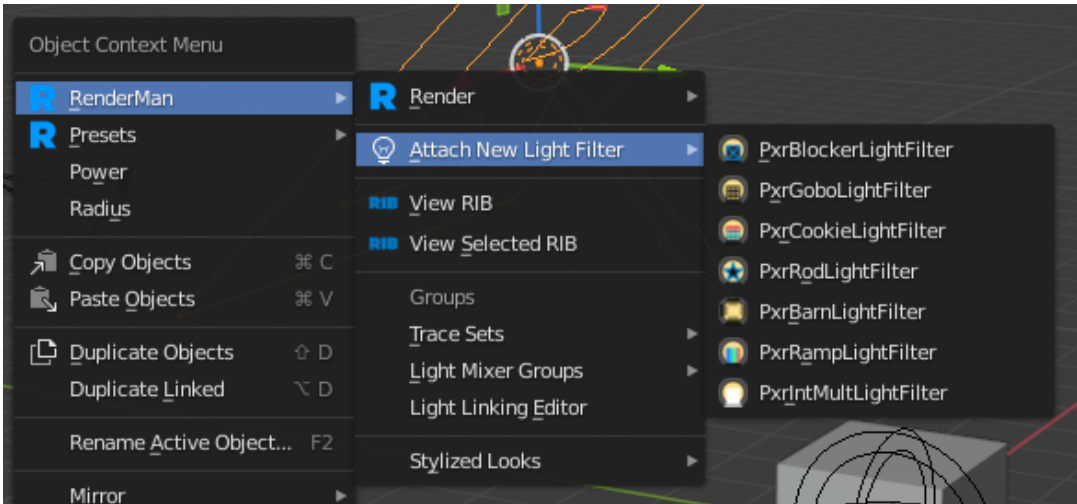 Object Context Menu
RenderMan
Presets
Power
Radius
Copy Objects ⌘ C
Paste Objects ⌘ V
Duplicate Objects ⇧ D
Duplicate Linked ⌥ D
Rename Active Object... F2
Mirror
R Render
Attach New Light Filter
RIB View RIB
RIB View Selected RIB
Groups
Trace Sets
Light Mixer Groups
Light Linking Editor
Stylized Looks
PxrBlockerLightFilter
PxrGoboLightFilter
PxrCookieLightFilter
PxrRodLightFilter
PxrBarnLightFilter
PxrRampLightFilter
PxrIntMultLightFilter